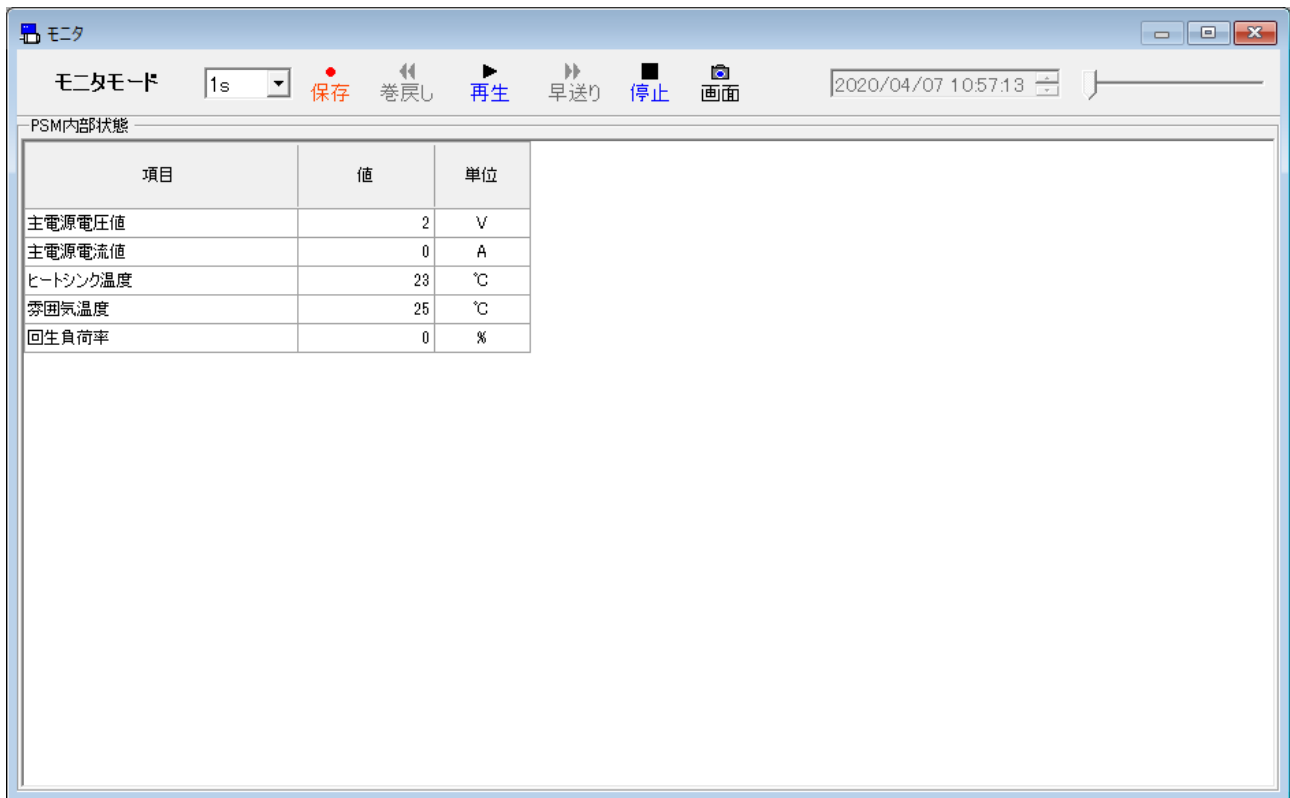 モニタ
モニタモード 1s 保存 巻戻し 再生 早送り 停止 画面 2020/04/07 10:57:13
PSM内部状態
項目 値 単位
主電源電圧値 2 V
主電源電流値 0 A
ヒートシンク温度 23 ℃
雰囲気温度 25 ℃
回生負荷率 0 %